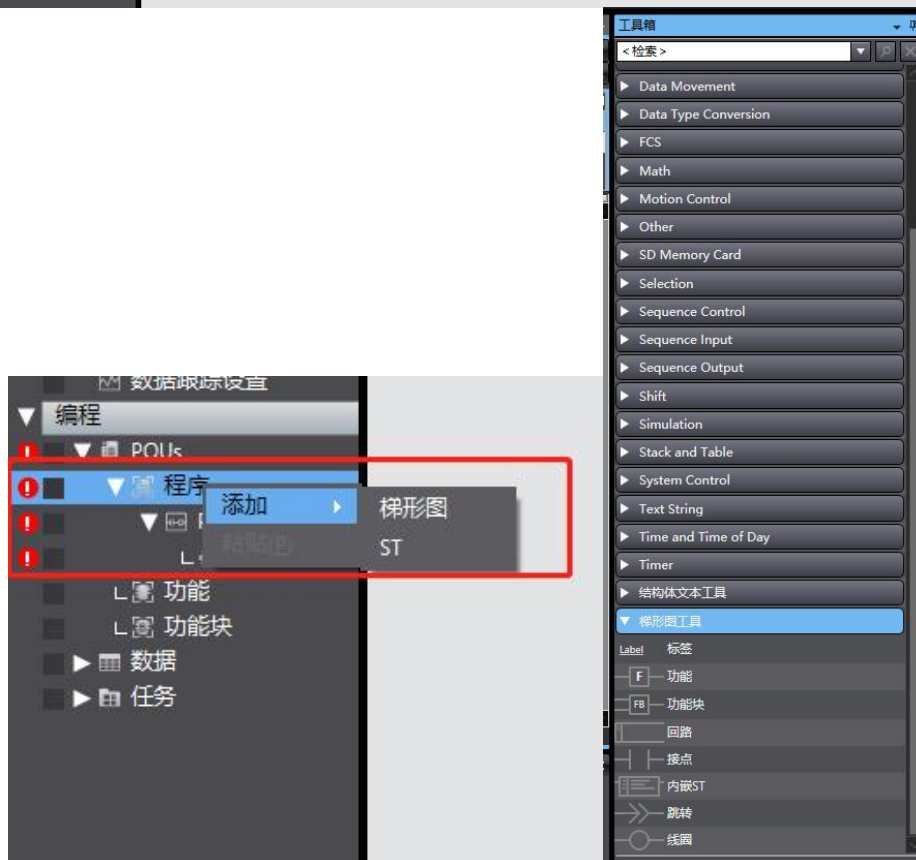 数据跟踪设置
编程
POUs
程序
添加
梯形图
ST
功能
功能块
数据
任务
工具箱
<检索>
Data Movement
Data Type Conversion
FCS
Math
Motion Control
Other
SD Memory Card
Selection
Sequence Control
Sequence Input
Sequence Output
Shift
Simulation
Stack and Table
System Control
Text String
Time and Time of Day
Timer
结构体文本工具
梯形图工具
Label 标签
F 功能
FB 功能块
回路
接点
内嵌ST
跳转
线圈